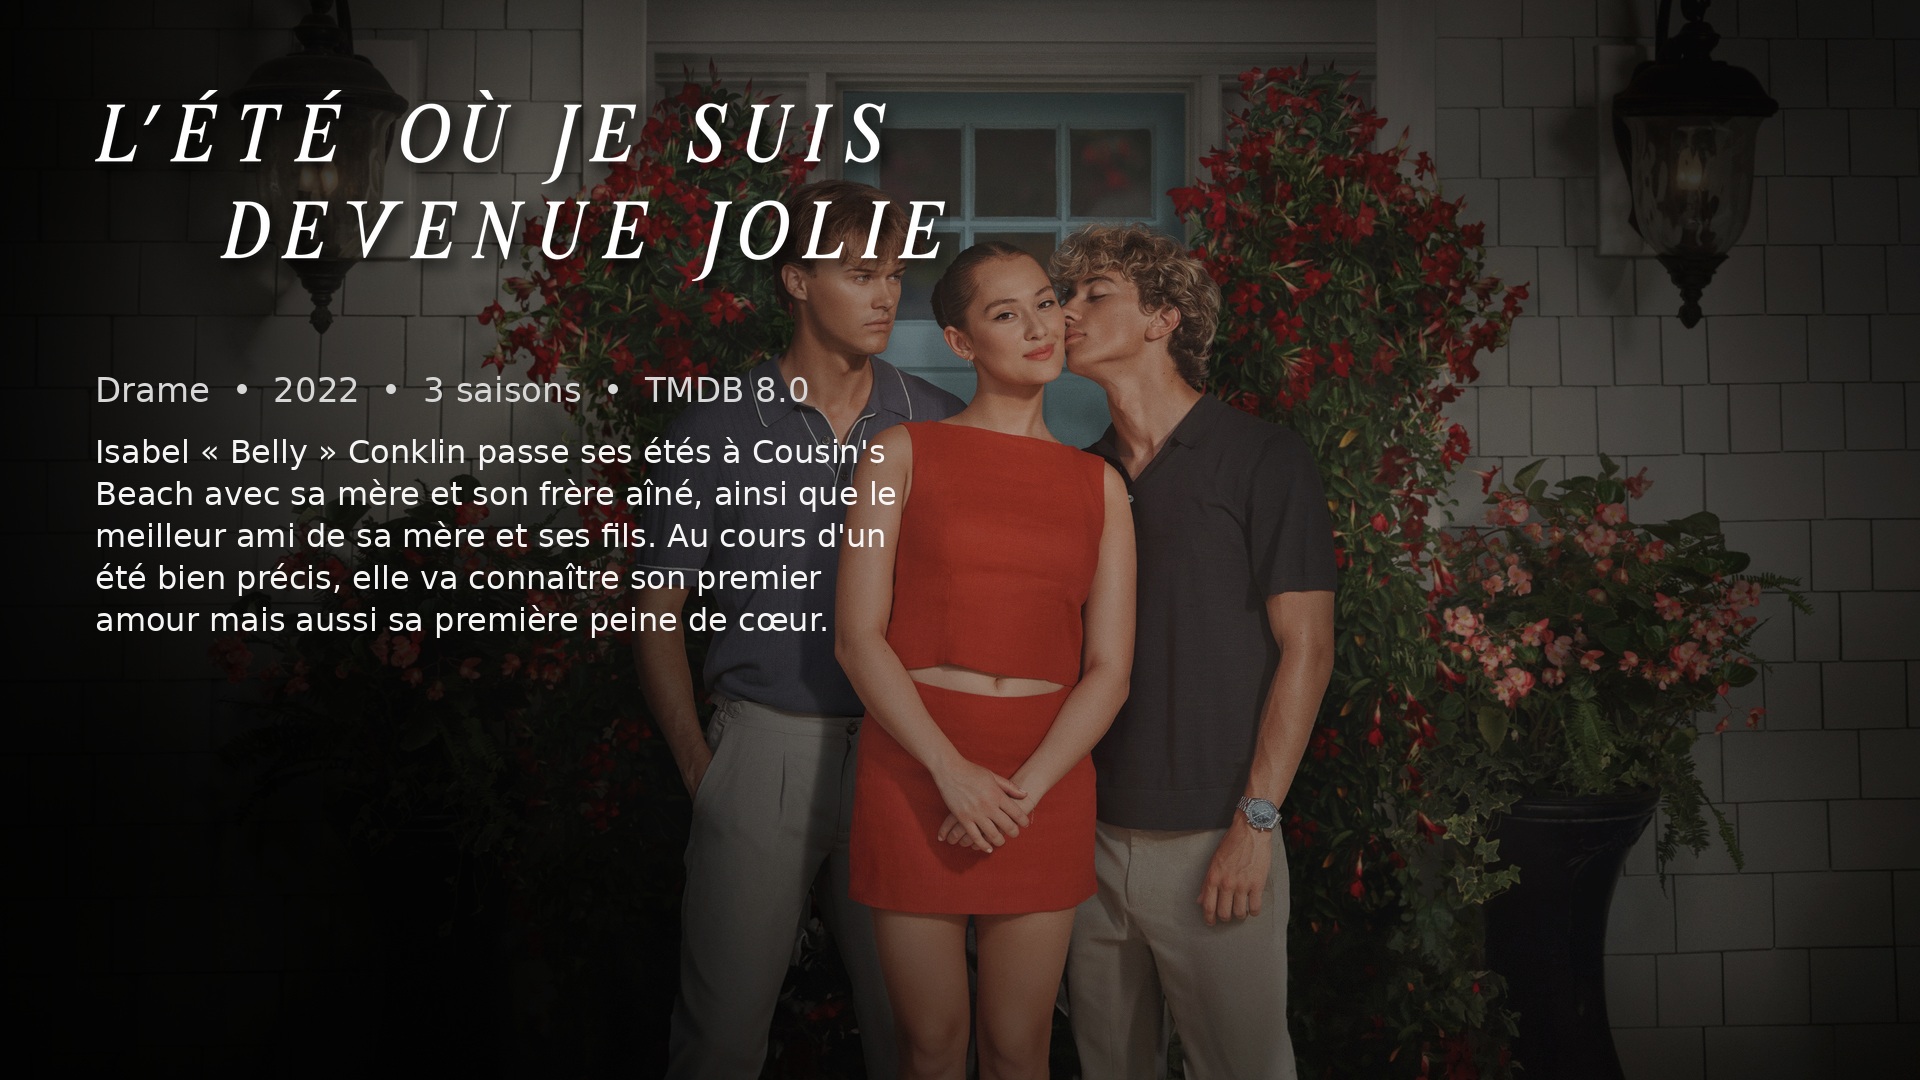 L’ÉTÉ OÙ JE SUIS
DEVENUE JOLIE
Drame • 2022 • 3 saisons • TMDB 8.0
Isabel « Belly » Conklin passe ses étés à Cousin's
Beach avec sa mère et son frère aîné, ainsi que le
meilleur ami de sa mère et ses fils. Au cours d'un
été bien précis, elle va connaître son premier
amour mais aussi sa première peine de cœur.